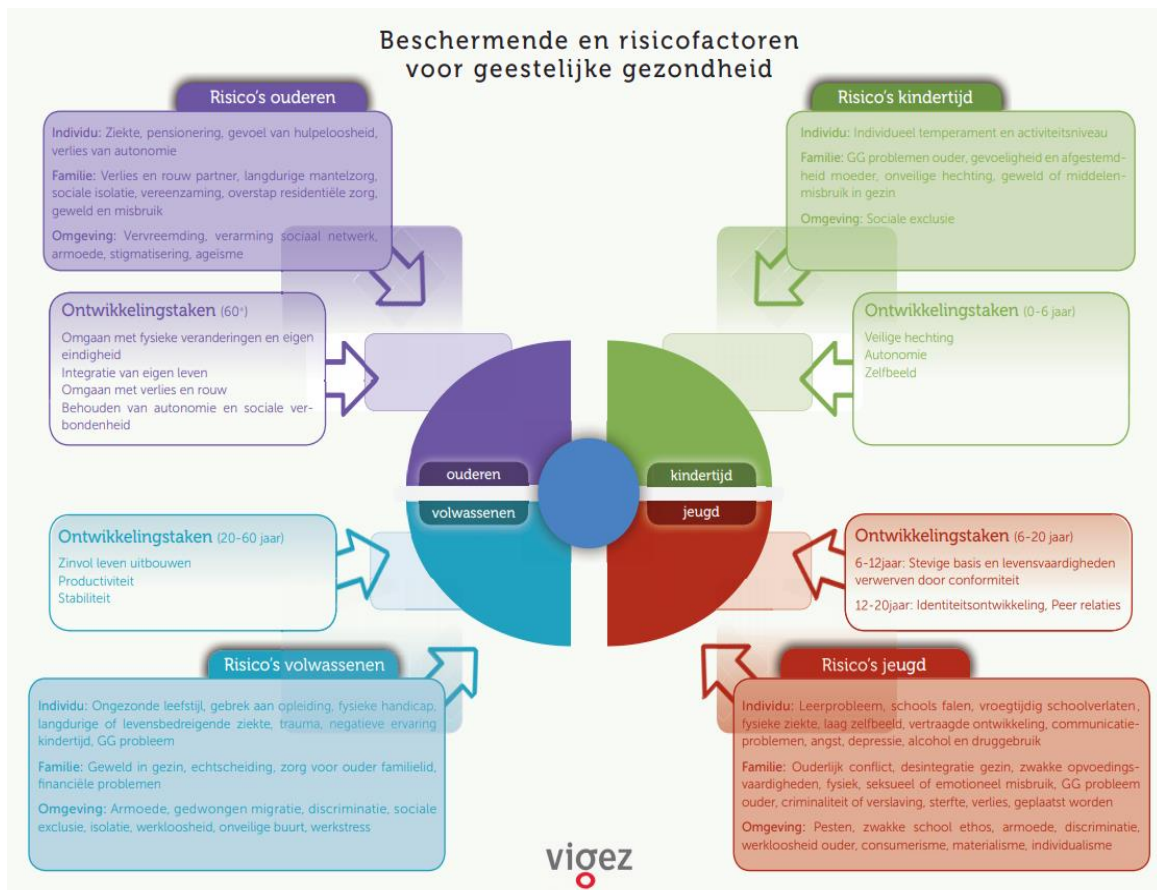 Beschermende en risicofactoren
voor geestelijke gezondheid
Risico's ouderen
Individu: Ziekte, pensionering, gevoel van hulpeloosheid,
verlies van autonomie
Familie: Verlies en rouw partner, langdurige mantelzorg,
sociale isolatie, vereenzaming, overstap residentiële zorg,
geweld en misbruik
Omgeving: Vervreemding, verarming sociaal netwerk,
armoede, stigmatisering, ageïsme
Risico's kindertijd
Individu: Individueel temperament en activiteitsniveau
Familie: GG problemen ouder, gevoeligheid en afgestemd-
heid moeder, onveilige hechting, geweld of middelen-
misbruik in gezin
Omgeving: Sociale exclusie
Ontwikkelingstaken (60+)
Omgaan met fysieke veranderingen en eigen
eindigheid
Integratie van eigen leven
Omgaan met verlies en rouw
Behouden van autonomie en sociale ver-
bondenheid
Ontwikkelingstaken (0-6 jaar)
Veilige hechting
Autonomie
Zelfbeeld
ouderen
kindertijd
volwassenen
jeugd
Ontwikkelingstaken (20-60 jaar)
Zinvol leven uitbouwen
Productiviteit
Stabiliteit
Ontwikkelingstaken (6-20 jaar)
6-12jaar: Stevige basis en levensvaardigheden
verwerven door conformiteit
12-20jaar: Identiteitsontwikkeling, Peer relaties
Risico's volwassenen
Individu: Ongezonde leefstijl, gebrek aan opleiding, fysieke handicap,
langdurige of levensbedreigende ziekte, trauma, negatieve ervaring
kindertijd, GG probleem
Familie: Geweld in gezin, echtscheiding, zorg voor ouder familielid,
financiële problemen
Omgeving: Armoede, gedwongen migratie, discriminatie, sociale
exclusie, isolatie, werkloosheid, onveilige buurt, werkstress
Risico's jeugd
Individu: Leerprobleem, schools falen, vroegtijdig schoolverlaten,
fysieke ziekte, laag zelfbeeld, vertraagde ontwikkeling, communicatie-
problemen, angst, depressie, alcohol en druggebruik
Familie: Ouderlijk conflict, desintegratie gezin, zwakke opvoedings-
vaardigheden, fysiek, seksueel of emotioneel misbruik, GG probleem
ouder, criminaliteit of verslaving, sterfte, verlies, geplaatst worden
Omgeving: Pesten, zwakke school ethos, armoede, discriminatie,
werkloosheid ouder, consumerisme, materialisme, individualisme
vigez